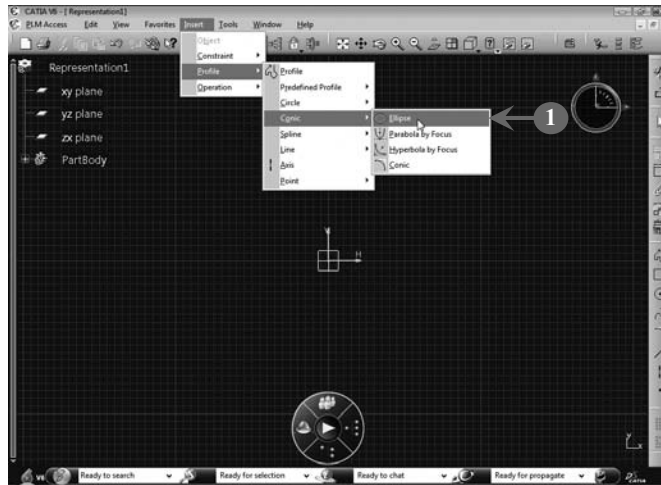 CATIA V6 - [Representation1]
PLM Access Edit View Favorites Insert Tools Window Help
Object
Constraint
Profile
Operation
Profile
Predefined Profile
Circle
Conic
Spline
Line
Axis
Point
Ellipse
Parabola by Focus
Hyperbola by Focus
Conic
1
Representation1
xy plane
yz plane
zx plane
PartBody
V
H
V6
Ready to search
Ready for selection
Ready to chat
Ready for propagate